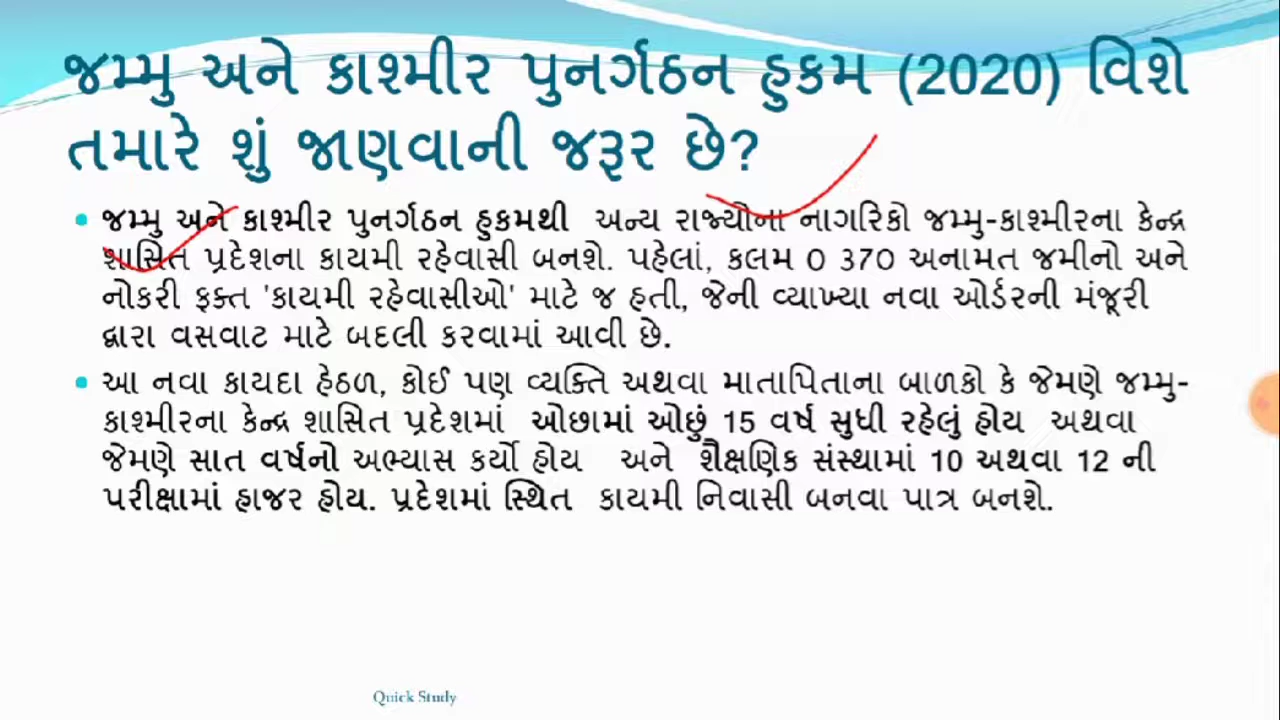 જમ્મુ અને કાશ્મીર પુનર્ગઠન હુકમ (2020) વિશે
તમારે શું જાણવાની જરૂર છે?
જમ્મુ અને કાશ્મીર પુનર્ગઠન હુકમથી અન્ય રાજ્યોના નાગરિકો જમ્મુ-કાશ્મીરના કેન્દ્ર
શાસિત પ્રદેશના કાયમી રહેવાસી બનશે. પહેલાં, કલમ 0 370 અનામત જમીનો અને
નોકરી ફક્ત 'કાયમી રહેવાસીઓ' માટે જ હતી, જેની વ્યાખ્યા નવા ઓર્ડરની મંજૂરી
દ્વારા વસવાટ માટે બદલી કરવામાં આવી છે.
આ નવા કાયદા હેઠળ, કોઈ પણ વ્યક્તિ અથવા માતાપિતાના બાળકો કે જેમણે જમ્મુ-
કાશ્મીરના કેન્દ્ર શાસિત પ્રદેશમાં ઓછામાં ઓછું 15 વર્ષ સુધી રહેલું હોય અથવા
જેમણે સાત વર્ષનો અભ્યાસ કર્યો હોય અને શૈક્ષણિક સંસ્થામાં 10 અથવા 12 ની
પરીક્ષામાં હાજર હોય. પ્રદેશમાં સ્થિત કાયમી નિવાસી બનવા પાત્ર બનશે.
Quick Study